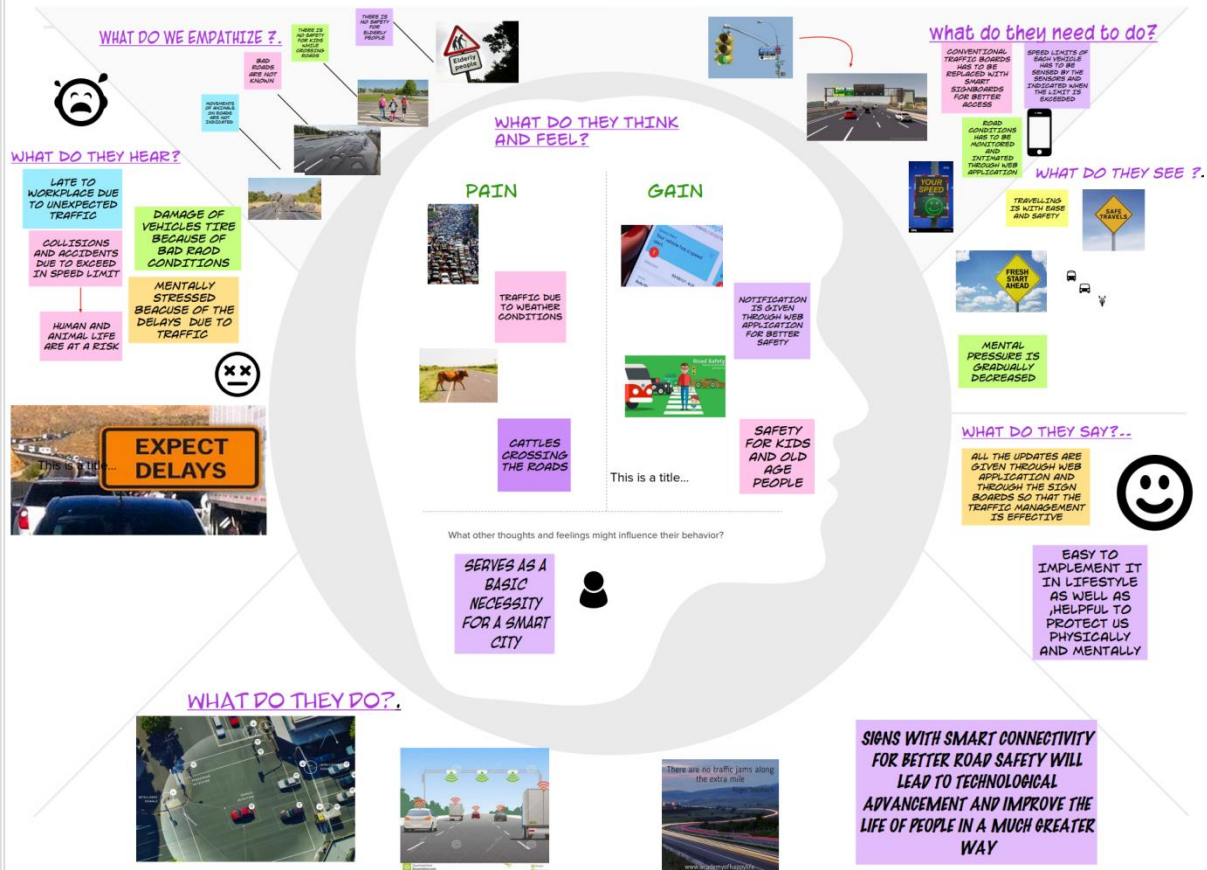 WHAT DO WE EMPATHIZE ?.
THERE IS
NO SAFETY
FOR
ELDERLY
PEOPLE
THERE IS
NO SAFETY
FOR KIDS
WHILE
CROSSING
ROADS
BAD
ROADS
ARE NOT
KNOWN
MOVEMENTS
OF ANIMALS
ON ROADS
ARE NOT
INDICATED
Elderly
people
what do they need to do?
CONVENTIONAL
TRAFFIC BOARDS
HAS TO BE
REPLACED WITH
SMART
SIGNBOARDS
FOR BETTER
ACCESS
SPEED LIMITS OF
EACH VEHICLE
HAS TO BE
SENSED BY THE
SENSORS AND
INDICATED WHEN
THE LIMIT IS
EXCEEDED
ROAD
CONDITIONS
HAS TO BE
MONITORED
AND
INTIMATED
THROUGH WEB
APPLICATION
YOUR
SPEED
WHAT DO THEY HEAR?
LATE TO
WORKPLACE DUE
TO UNEXPECTED
TRAFFIC
DAMAGE OF
VEHICLES TIRE
BECAUSE OF
BAD RAOD
CONDITIONS
COLLISIONS
AND ACCIDENTS
DUE TO EXCEED
IN SPEED LIMIT
MENTALLY
STRESSED
BEACUSE OF THE
DELAYS DUE TO
TRAFFIC
HUMAN AND
ANIMAL LIFE
ARE AT A RISK
EXPECT
DELAYS
This is a title...
WHAT DO THEY THINK
AND FEEL?
PAIN
GAIN
TRAFFIC DUE
TO WEATHER
CONDITIONS
CATTLES
CROSSING
THE ROADS
Your vehicle has a speed
NOTIFICATION
IS GIVEN
THROUGH WEB
APPLICATION
FOR BETTER
SAFETY
Road Safety
SAFETY
FOR KIDS
AND OLD
AGE
PEOPLE
This is a title...
What other thoughts and feelings might influence their behavior?
SERVES AS A
BASIC
NECESSITY
FOR A SMART
CITY
WHAT DO THEY SEE ?.
TRAVELLING
IS WITH EASE
AND SAFETY
SAFE
TRAVELS
FRESH
START
AHEAD
MENTAL
PRESSURE IS
GRADUALLY
DECREASED
WHAT DO THEY SAY?--
ALL THE UPDATES ARE
GIVEN THROUGH WEB
APPLICATION AND
THROUGH THE SIGN
BOARDS SO THAT THE
TRAFFIC MANAGEMENT
IS EFFECTIVE
EASY TO
IMPLEMENT IT
IN LIFESTYLE
AS WELL AS
,HELPFUL TO
PROTECT US
PHYSICALLY
AND MENTALLY
WHAT DO THEY DO?.
There are no traffic jams along
the extra mile
www.academyofhappylife
SIGNS WITH SMART CONNECTIVITY
FOR BETTER ROAD SAFETY WILL
LEAD TO TECHNOLOGICAL
ADVANCEMENT AND IMPROVE THE
LIFE OF PEOPLE IN A MUCH GREATER
WAY